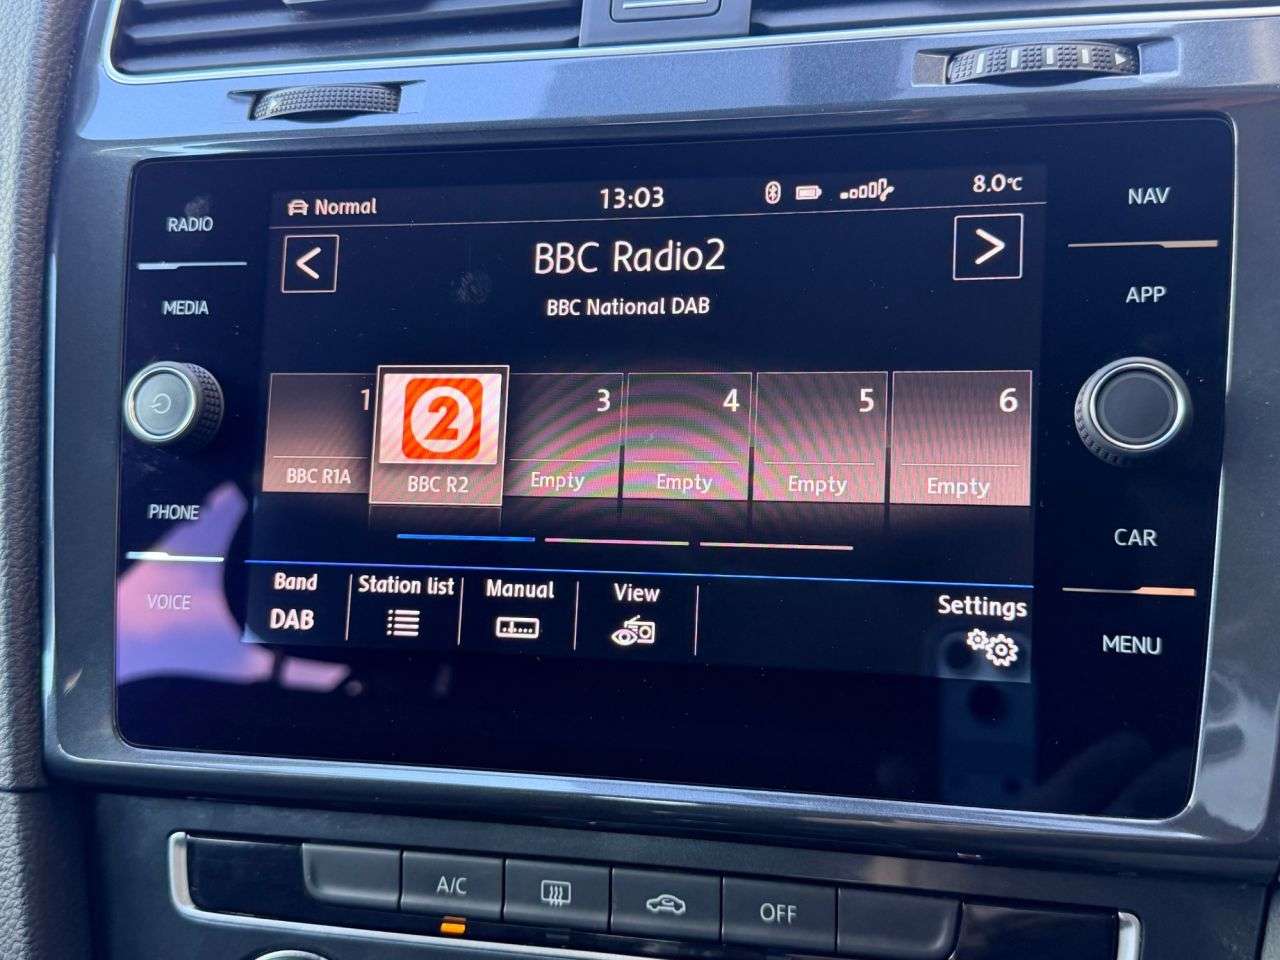 Normal
13:03
8.0°C
RADIO
MEDIA
PHONE
VOICE
NAV
APP
CAR
MENU
<
BBC Radio2
>
BBC National DAB
1
BBC R1A
2
BBC R2
3
Empty
4
Empty
5
Empty
6
Empty
Band
DAB
Station list
Manual
View
Settings
A/C
OFF